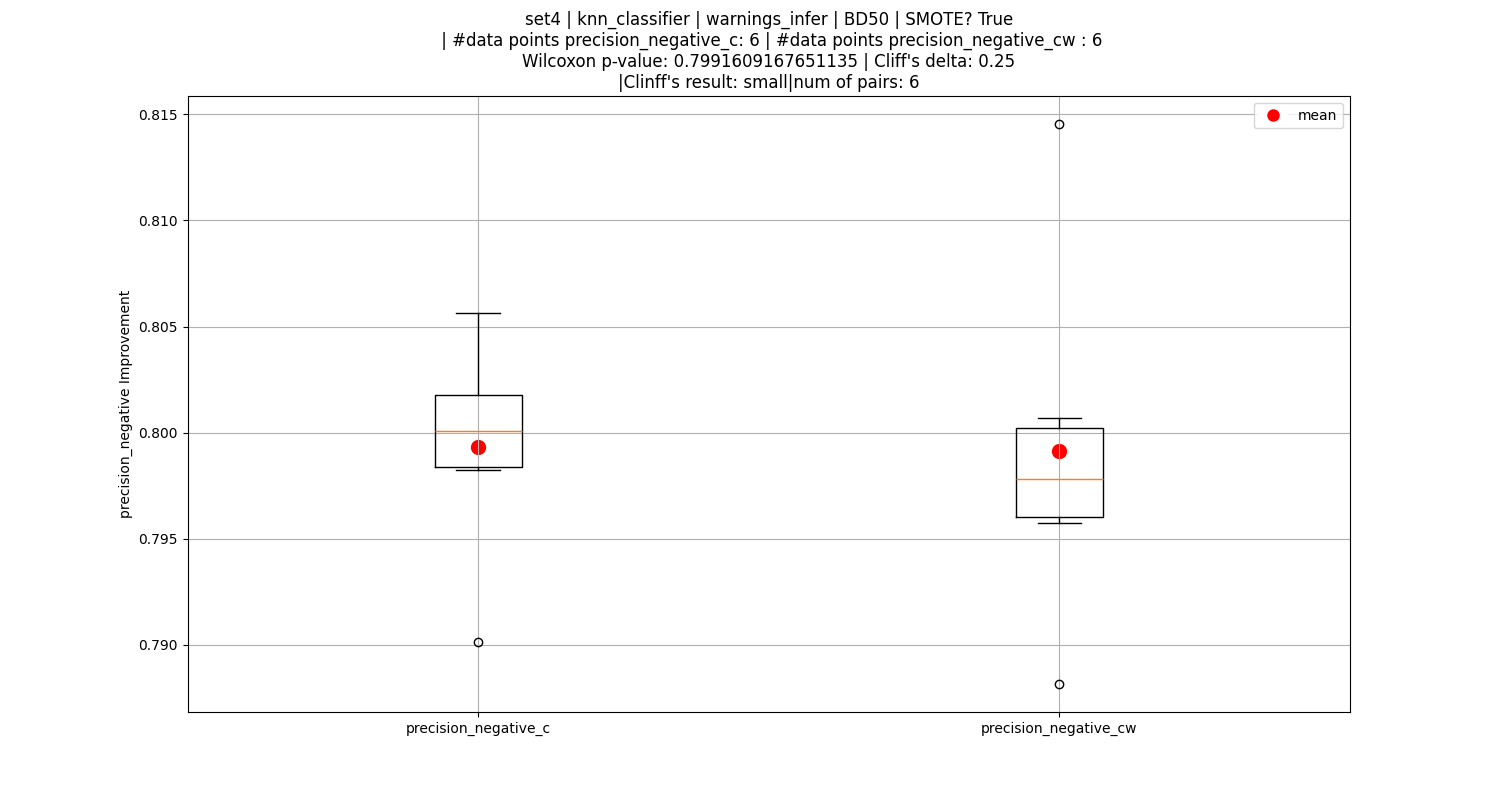 set4 | knn_classifier | warnings_infer | BD50 | SMOTE? True
| #data points precision_negative_c: 6 | #data points precision_negative_cw : 6
Wilcoxon p-value: 0.7991609167651135 | Cliff's delta: 0.25
|Clinff's result: small|num of pairs: 6
mean
0.815
0.810
0.805
0.800
0.795
0.790
precision_negative Improvement
precision_negative_c
precision_negative_cw